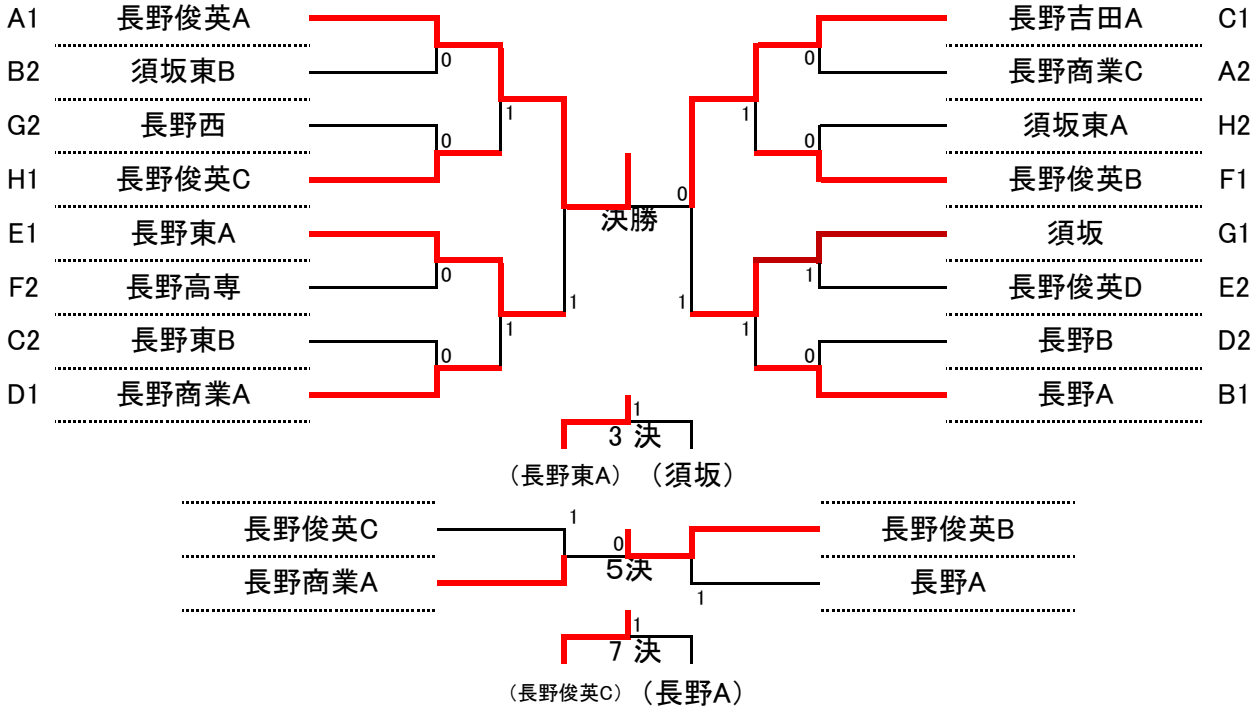 A1 長野俊英A 長野吉田A C1
0 0
B2 須坂東B 長野商業C A2
1 1
G2 長野西 須坂東A H2
0 0
H1 長野俊英C 長野俊英B F1
0
決勝
E1 長野東A 須坂 G1
0 1
F2 長野高専 長野俊英D E2
1 1
1 1
C2 長野東B 長野B D2
0 0
D1 長野商業A 長野A B1
1
3 決
（長野東A） （須坂）
1
長野俊英C 長野俊英B
0
5決
長野商業A 長野A
1
1
7 決
（長野俊英C） （長野A）